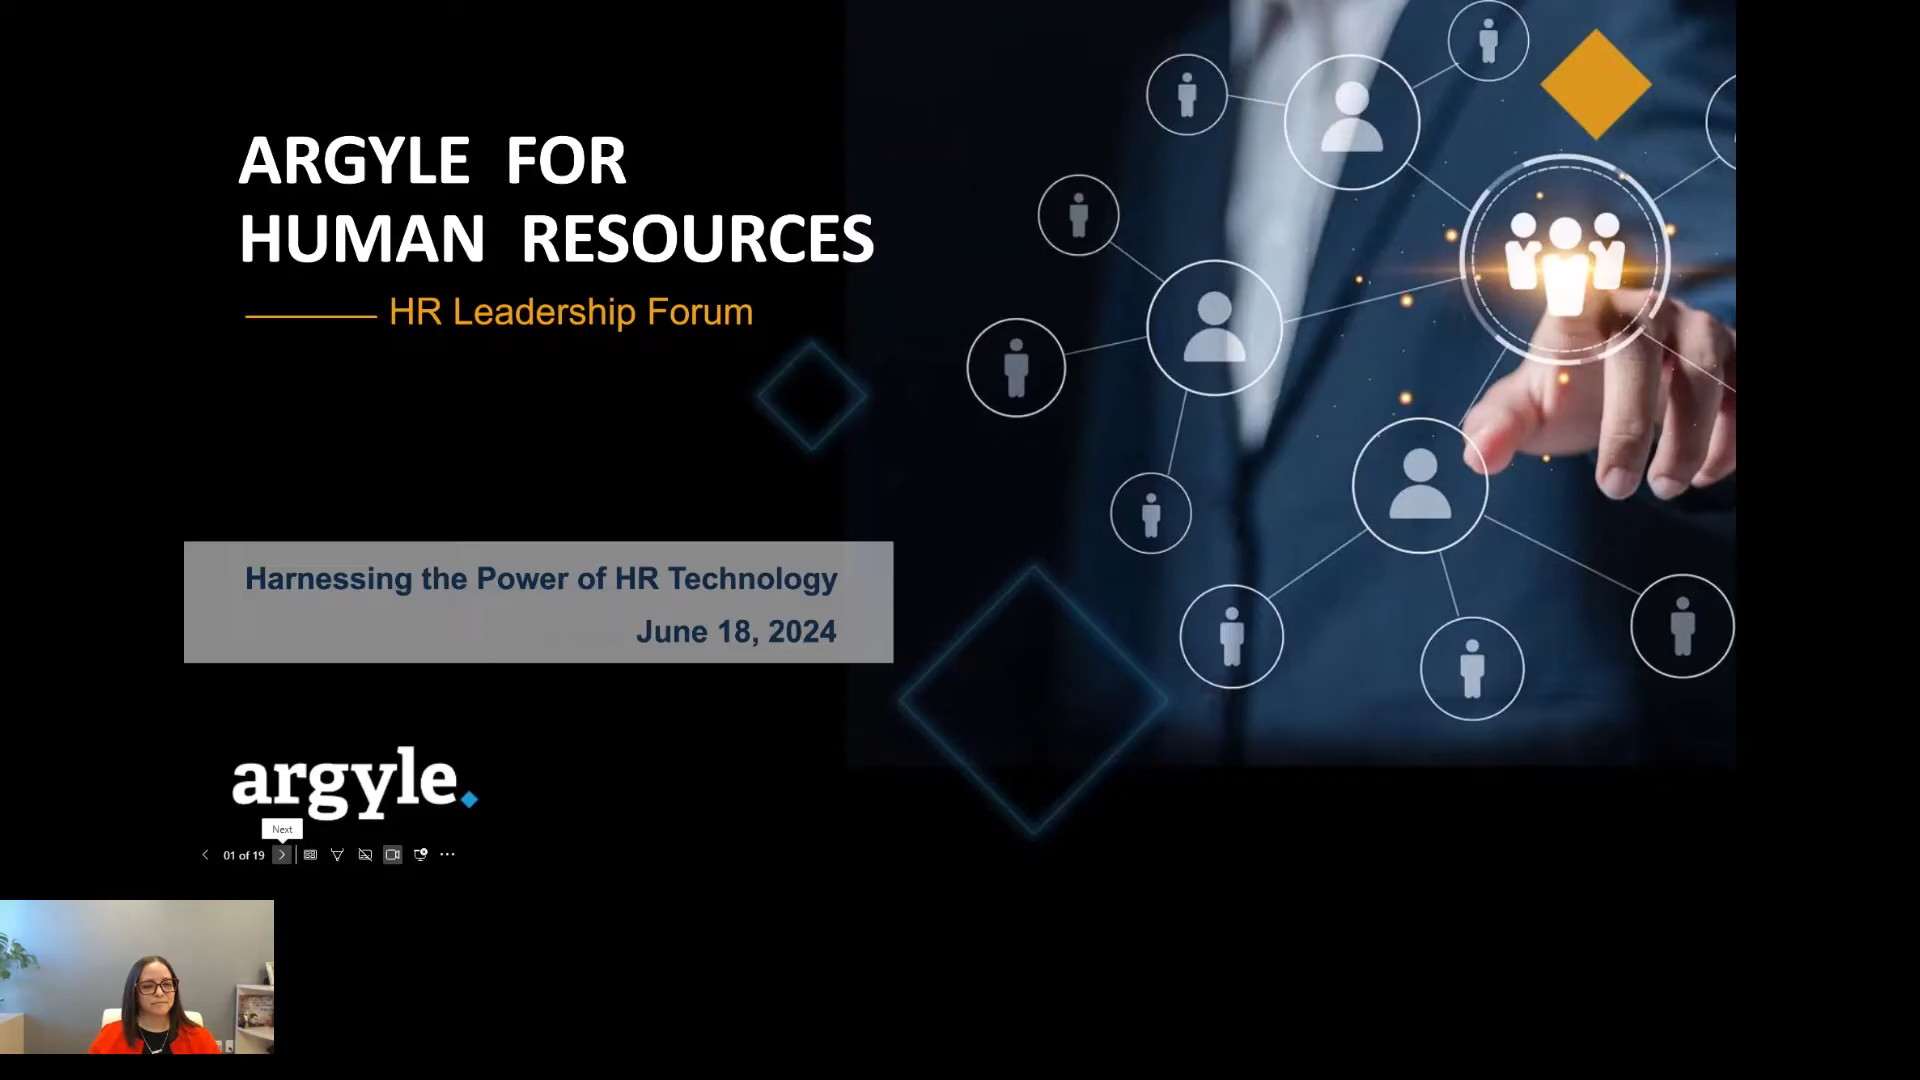 ARGYLE FOR
HUMAN RESOURCES
HR Leadership Forum
Harnessing the Power of HR Technology
June 18, 2024
argyle.
Next
01 of 19